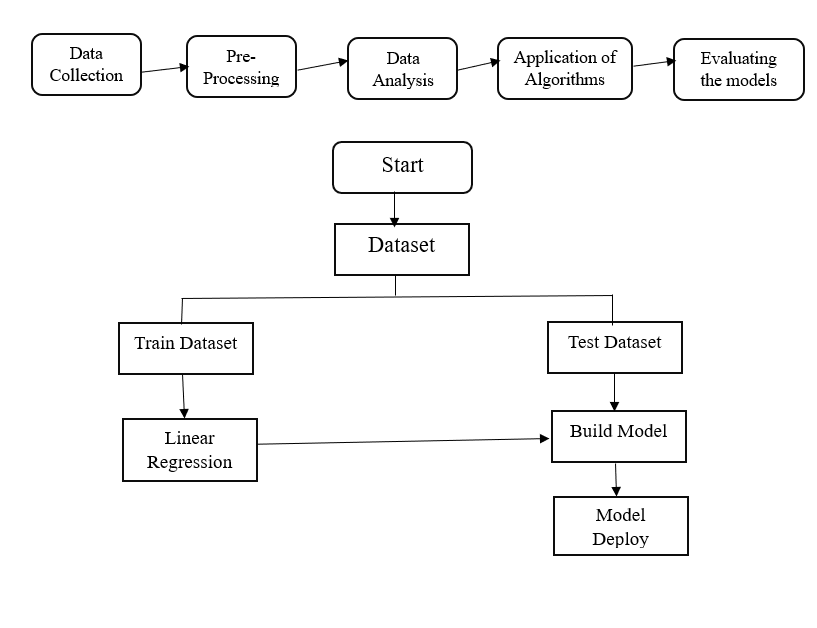 Data
Collection
Pre-
Processing
Data
Analysis
Application of
Algorithms
Evaluating
the models
Start
Dataset
Train Dataset
Test Dataset
Linear
Regression
Build Model
Model
Deploy